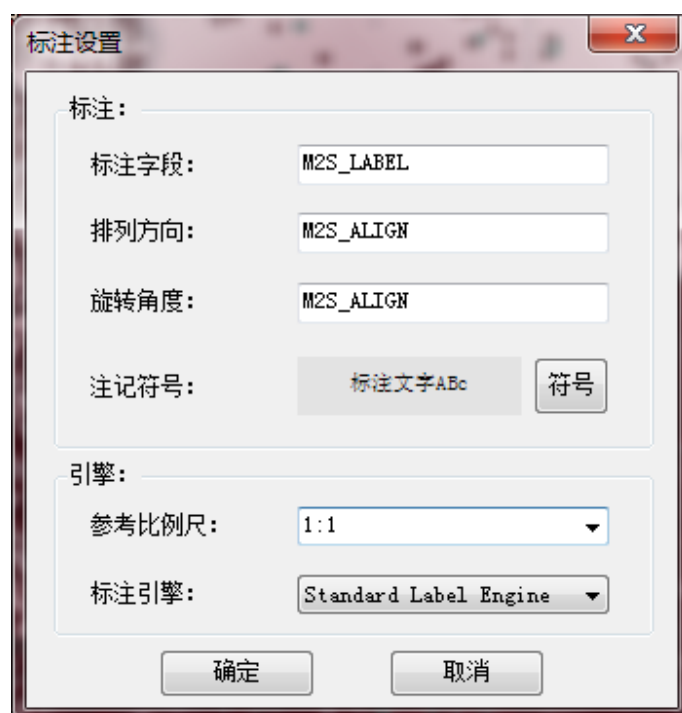 标注设置
标注：
标注字段： M2S_LABEL
排列方向： M2S_ALIGN
旋转角度： M2S_ALIGN
注记符号： 标注文字ABc 符号
引擎：
参考比例尺： 1:1
标注引擎： Standard Label Engine
确定 取消